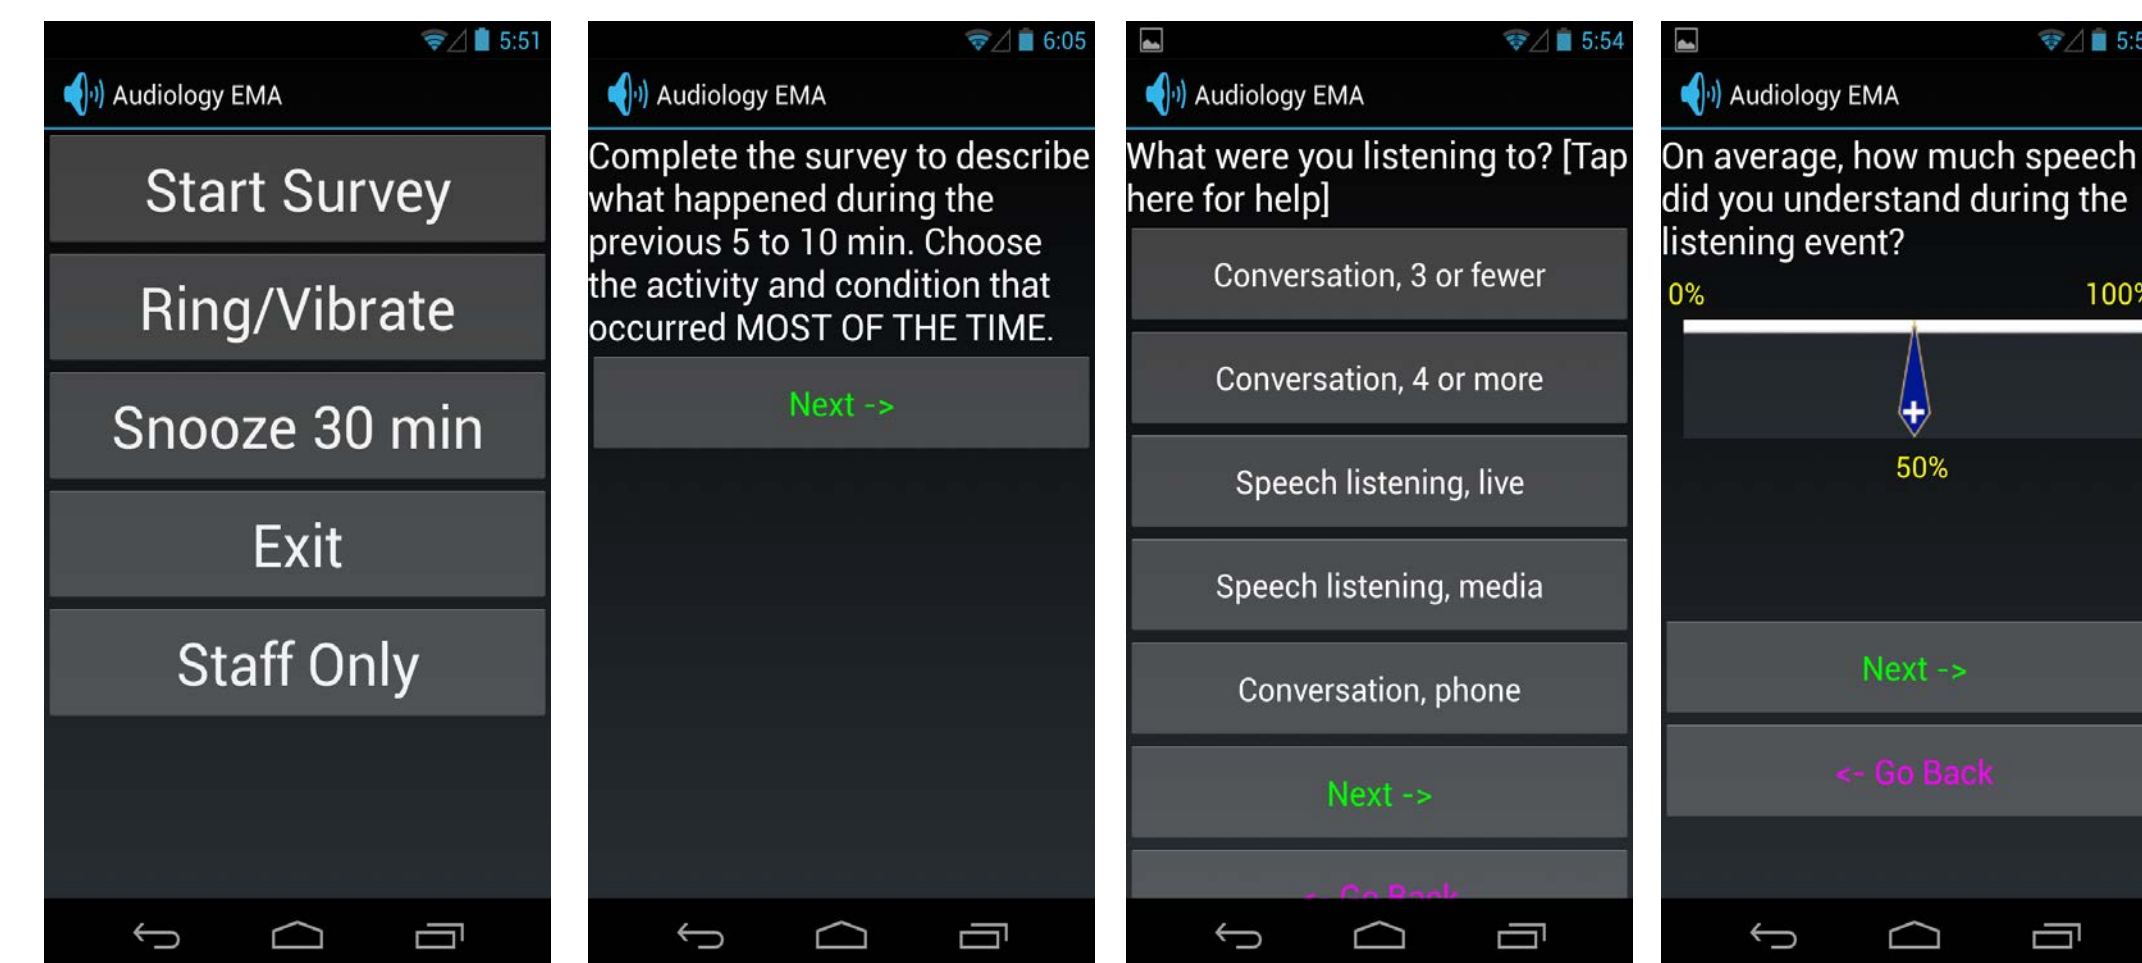 5:51
Audiology EMA
Start Survey
Ring/Vibrate
Snooze 30 min
Exit
Staff Only
6:05
Audiology EMA
Complete the survey to describe
what happened during the
previous 5 to 10 min. Choose
the activity and condition that
occurred MOST OF THE TIME.
Next ->
5:54
Audiology EMA
What were you listening to? [Tap
here for help]
Conversation, 3 or fewer
Conversation, 4 or more
Speech listening, live
Speech listening, media
Conversation, phone
Next ->
<- Go Back
Audiology EMA
On average, how much speech
did you understand during the
listening event?
0% 100%
50%
Next ->
<- Go Back